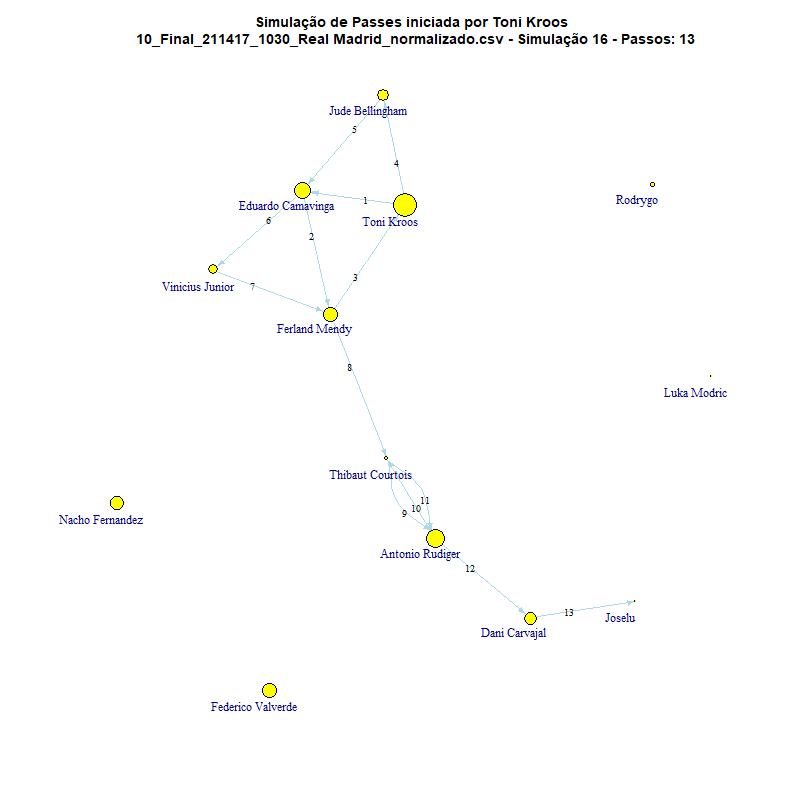 Simulação de Passes iniciada por Toni Kroos
10_Final_211417_1030_Real Madrid_normalizado.csv - Simulação 16 - Passos: 13
Jude Bellingham
5
4
Rodrygo
Eduardo Camavinga
1
Toni Kroos
6
2
3
Vinicius Junior
7
Ferland Mendy
8
Luka Modric
Thibaut Courtois
11
10
9
Nacho Fernandez
Antonio Rudiger
12
13
Joselu
Dani Carvajal
Federico Valverde